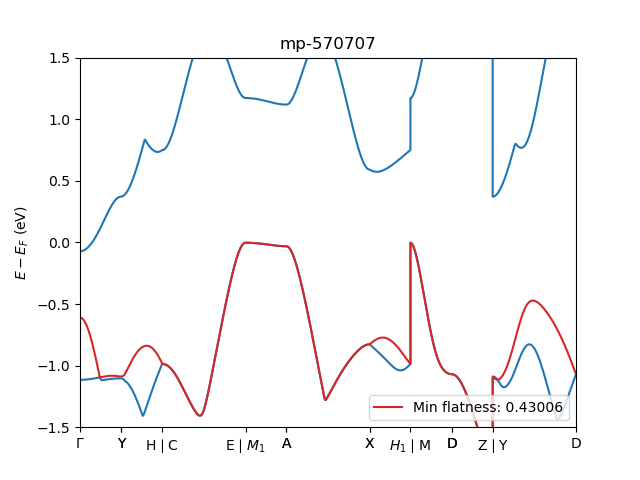 mp-570707
1.5
1.0
0.5
0.0
−0.5
−1.0
−1.5
E − E_F (eV)
Min flatness: 0.43006
Γ Y H | C E | M₁ A X H₁ | M D Z | Y D